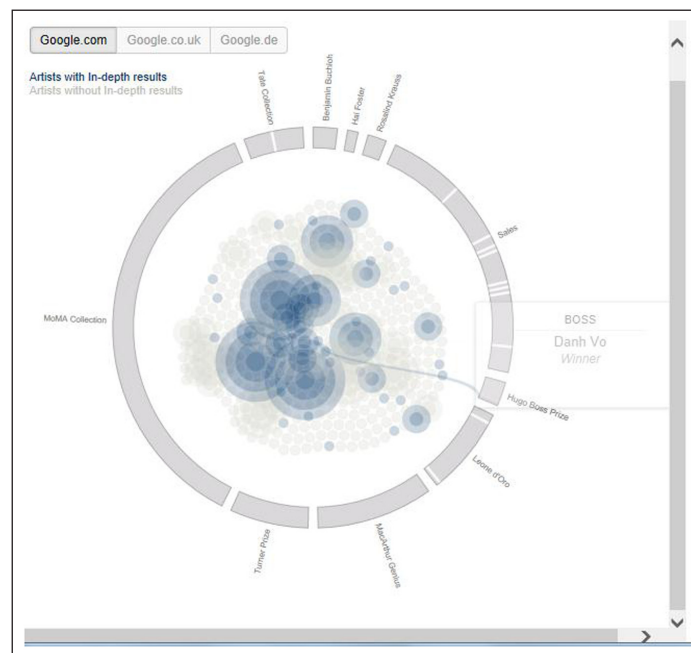 Google.com Google.co.uk Google.de
Artists with In-depth results
Artists without In-depth results
Tate Collection
Benjamin Buchloh
Hal Foster
Rosalind Krauss
Sales
MoMA Collection
BOSS
Danh Vo
Winner
Hugo Boss Prize
Leone d'Oro
Turner Prize
MacArthur Genius